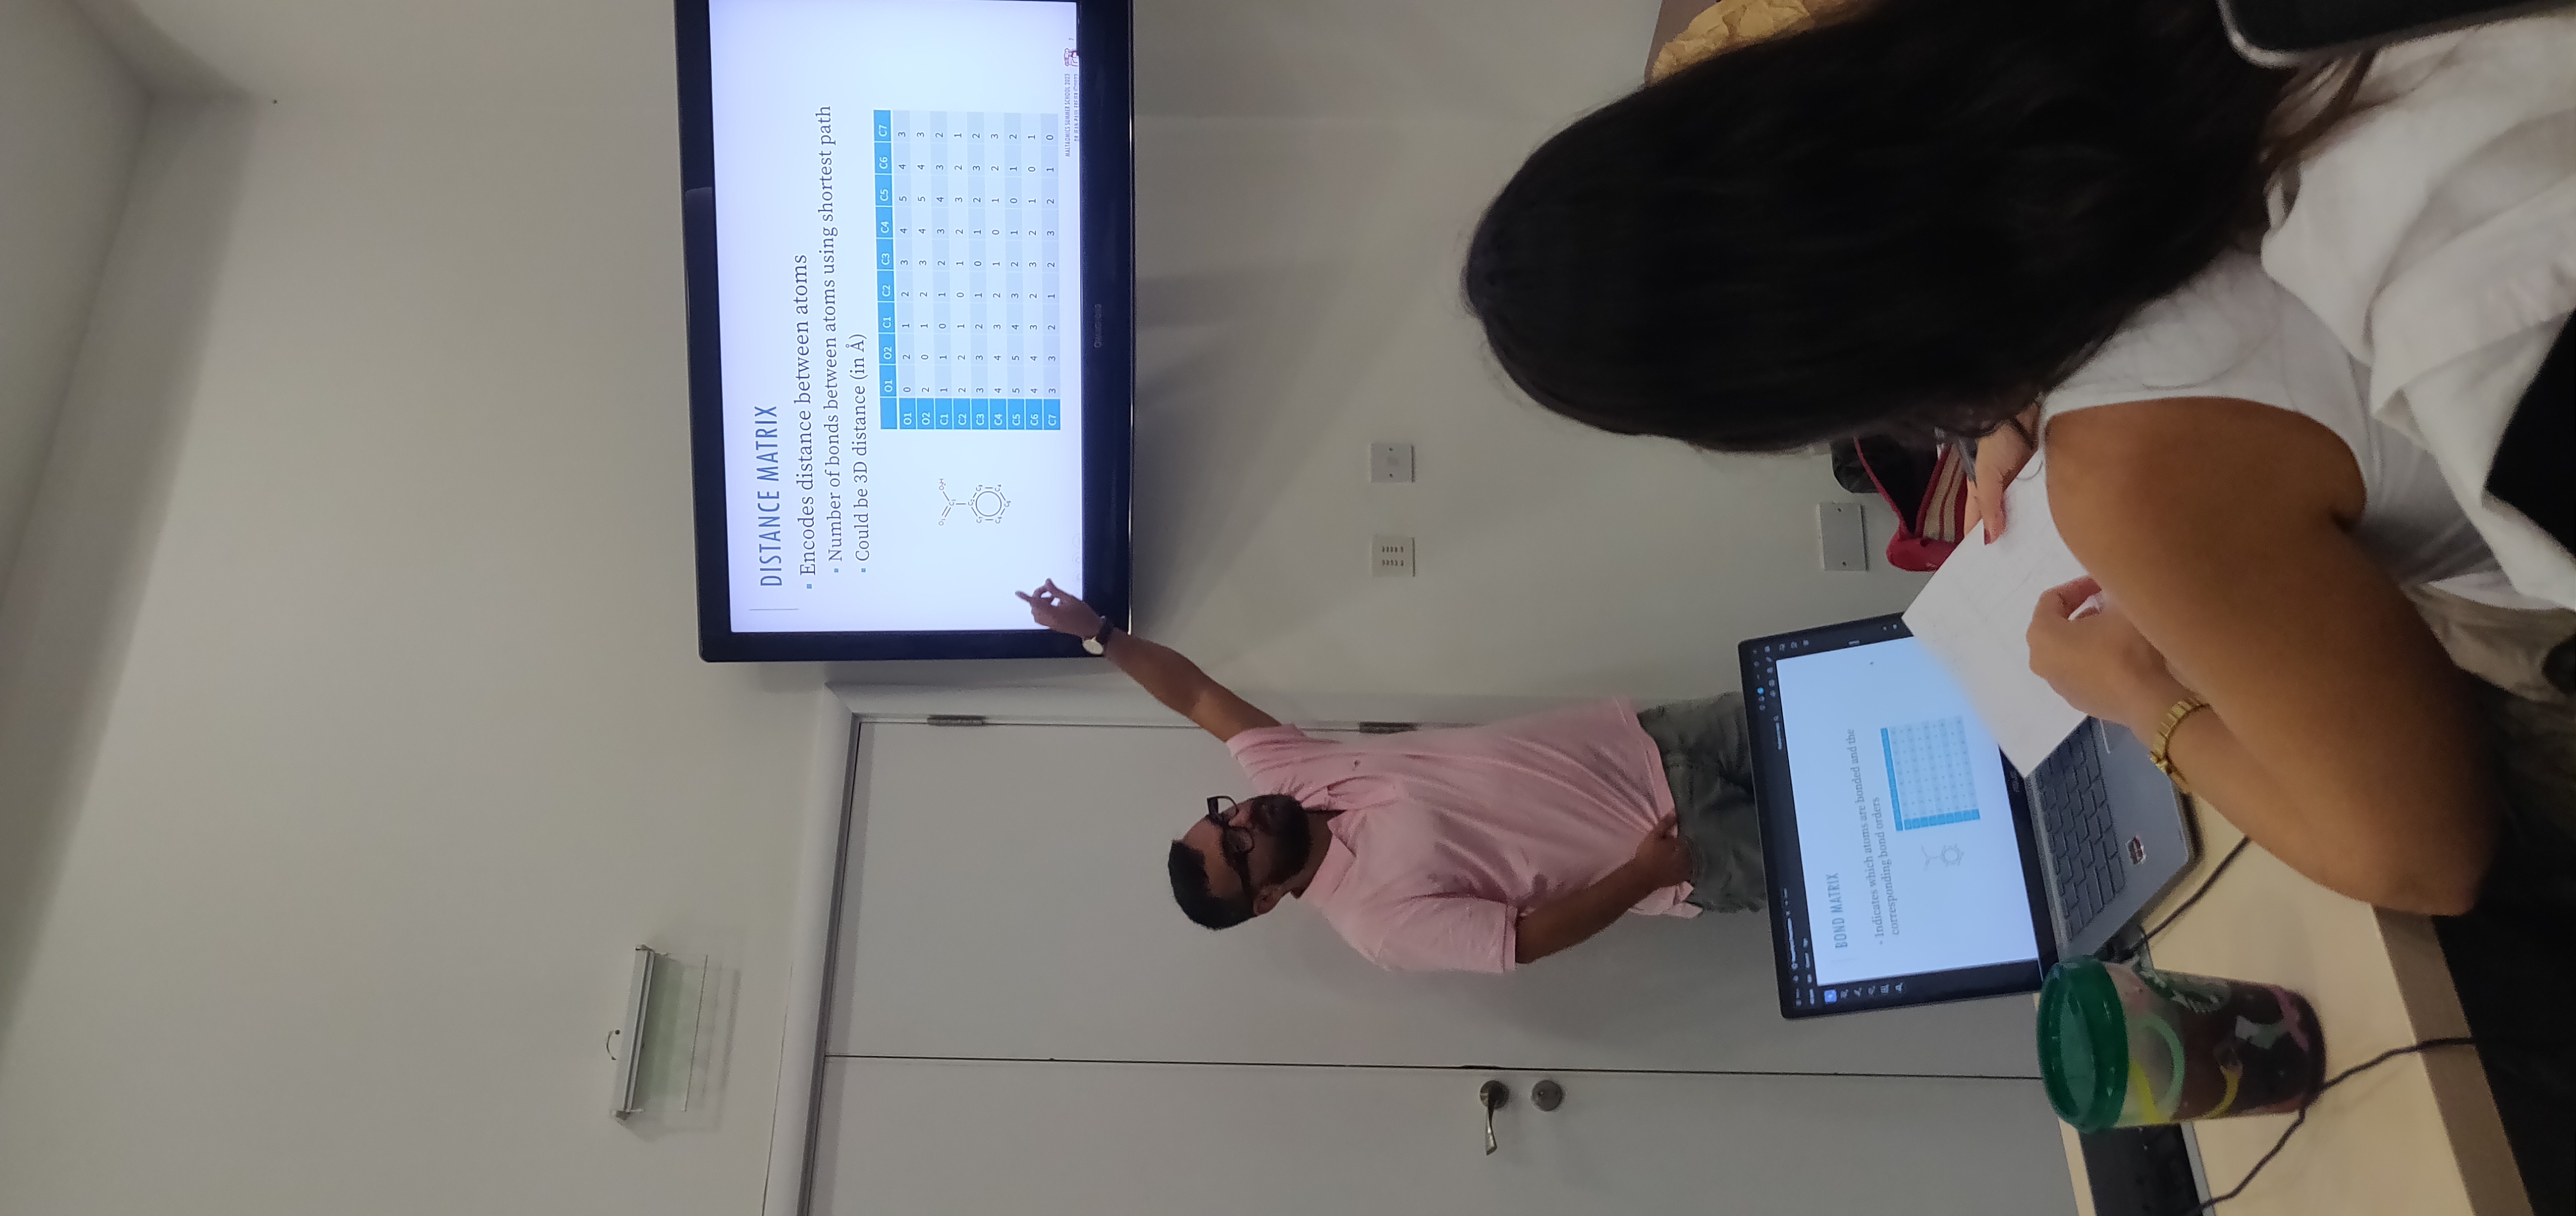 DISTANCE MATRIX
▪ Encodes distance between atoms
▪ Number of bonds between atoms using shortest path
▪ Could be 3D distance (in Å)
O1 O2 C1 C2 C3 C4 C5 C6 C7
O1 0 2 1 2 3 4 5 4 3
O2 2 0 1 2 3 4 5 4 3
C1 1 1 0 1 2 3 4 3 2
C2 2 2 1 0 1 2 3 2 1
C3 3 3 2 1 0 1 2 3 2
C4 4 4 3 2 1 0 1 2 3
C5 5 5 4 3 2 1 0 1 2
C6 4 4 3 2 3 2 1 0 1
C7 3 3 2 1 2 3 2 1 0
MALTAOMICS SUMMER SCHOOL 2023
BOND MATRIX
▪ Indicates which atoms are bonded and the
corresponding bond orders
ASUS